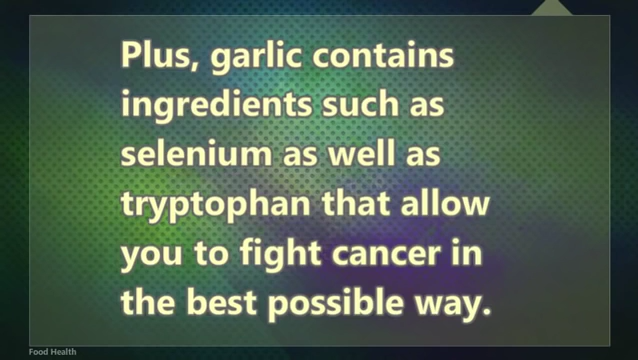 Plus, garlic contains
ingredients such as
selenium as well as
tryptophan that allow
you to fight cancer in
the best possible way.
Food Health